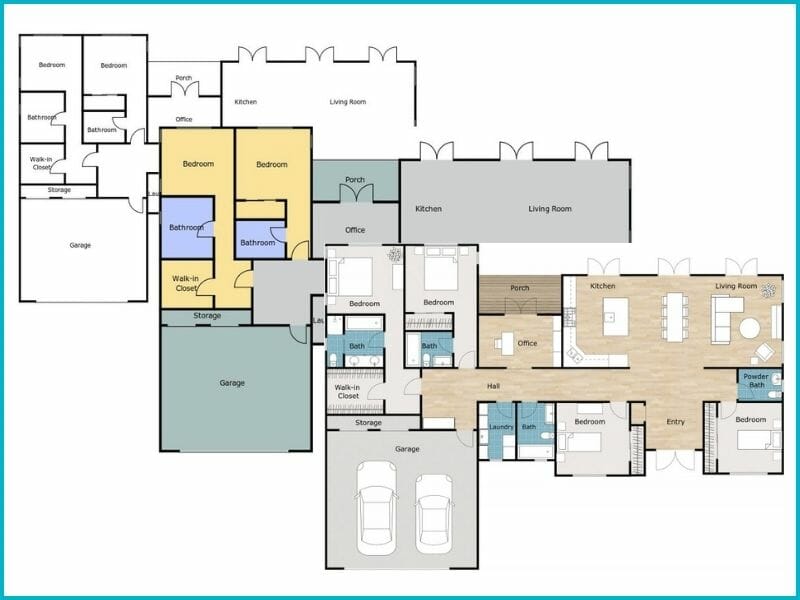 Bedroom
Bedroom
Bathroom
Bathroom
Walk-in
Closet
Storage
Garage
Porch
Office
Kitchen
Living Room
Bedroom
Bedroom
Bathroom
Bathroom
Walk-in
Closet
Storage
Garage
Porch
Office
Kitchen
Living Room
Bedroom
Bedroom
Bath
Bath
Walk-in
Closet
Storage
Garage
Porch
Office
Kitchen
Living Room
Hall
Laundry
Bath
Bedroom
Entry
Powder
Bath
Bedroom